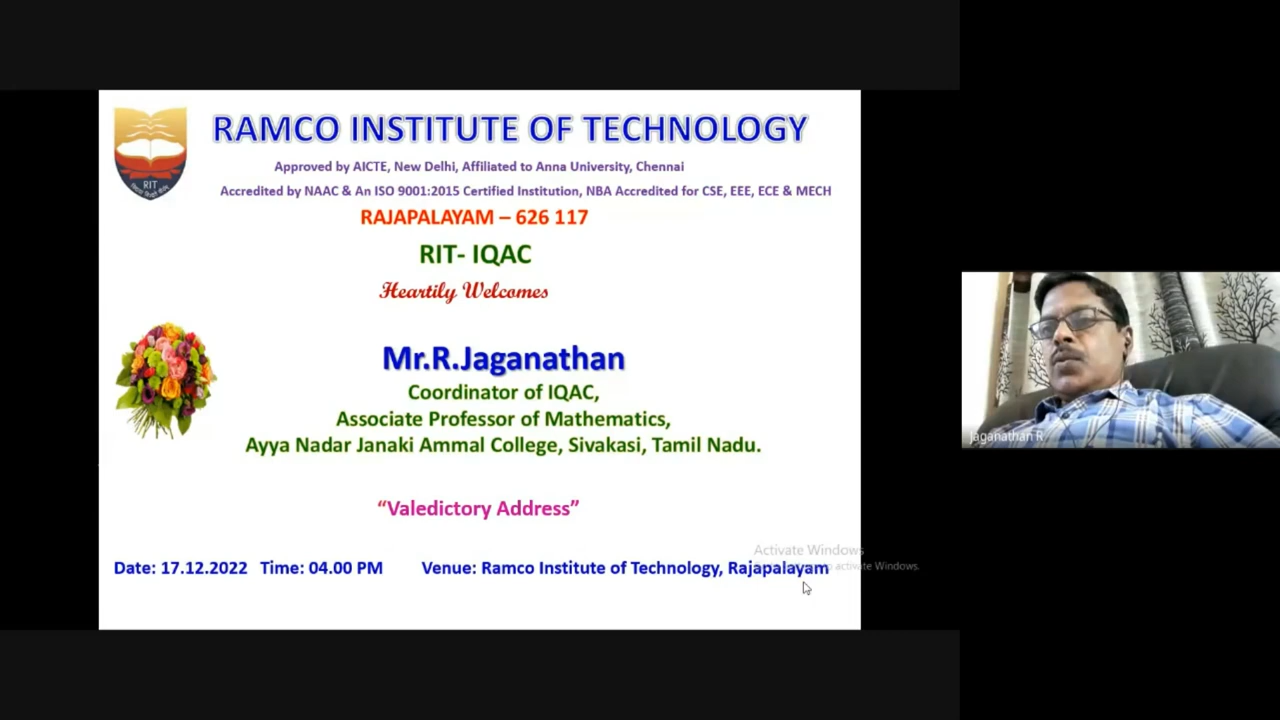 RAMCO INSTITUTE OF TECHNOLOGY
Approved by AICTE, New Delhi, Affiliated to Anna University, Chennai
Accredited by NAAC & An ISO 9001:2015 Certified Institution, NBA Accredited for CSE, EEE, ECE & MECH
RIT
RAJAPALAYAM – 626 117
RIT- IQAC
Heartily Welcomes
Mr.R.Jaganathan
Coordinator of IQAC,
Associate Professor of Mathematics,
Ayya Nadar Janaki Ammal College, Sivakasi, Tamil Nadu.
Jaganathan R
“Valedictory Address”
Activate Windows
Date: 17.12.2022 Time: 04.00 PM Venue: Ramco Institute of Technology, Rajapalayam
activate Windows.